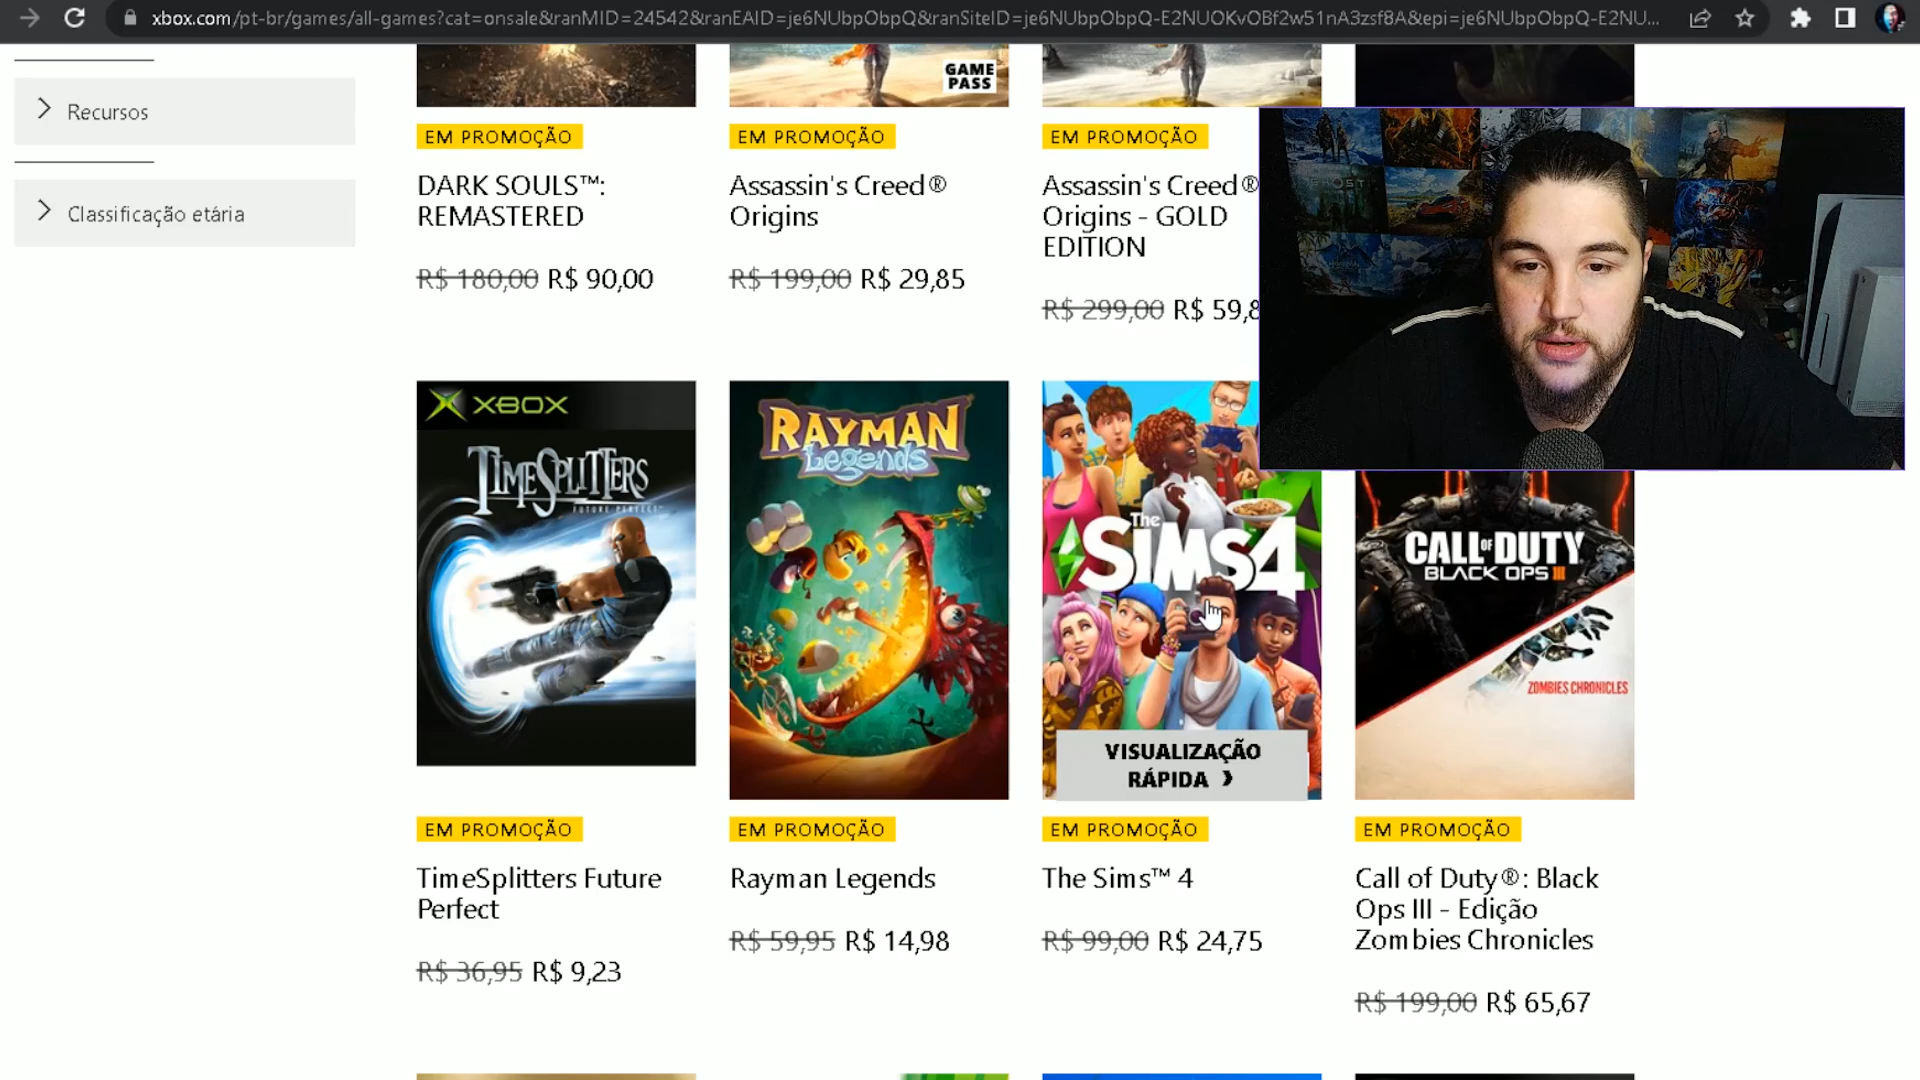 xbox.com/pt-br/games/all-games?cat=onsale&ranMID=24542&ranEAID=je6NUbpObpQ&ranSiteID=je6NUbpObpQ-E2NUOKvOBf2w51nA3zsf8A&epi=je6NUbpObpQ-E2NU...
Recursos
Classificação etária
GAME
PASS
EM PROMOÇÃO
DARK SOULS™:
REMASTERED
R$ 180,00 R$ 90,00
EM PROMOÇÃO
Assassin's Creed®
Origins
R$ 199,00 R$ 29,85
EM PROMOÇÃO
Assassin's Creed®
Origins - GOLD
EDITION
R$ 299,00 R$ 59,8
XBOX
TIMESPLITTERS
FUTURE PERFECT
RAYMAN
Legends
The
SIMS 4
VISUALIZAÇÃO
RÁPIDA ❯
CALL OF DUTY
BLACK OPS III
ZOMBIES CHRONICLES
EM PROMOÇÃO
TimeSplitters Future
Perfect
R$ 36,95 R$ 9,23
EM PROMOÇÃO
Rayman Legends
R$ 59,95 R$ 14,98
EM PROMOÇÃO
The Sims™ 4
R$ 99,00 R$ 24,75
EM PROMOÇÃO
Call of Duty®: Black
Ops III - Edição
Zombies Chronicles
R$ 199,00 R$ 65,67